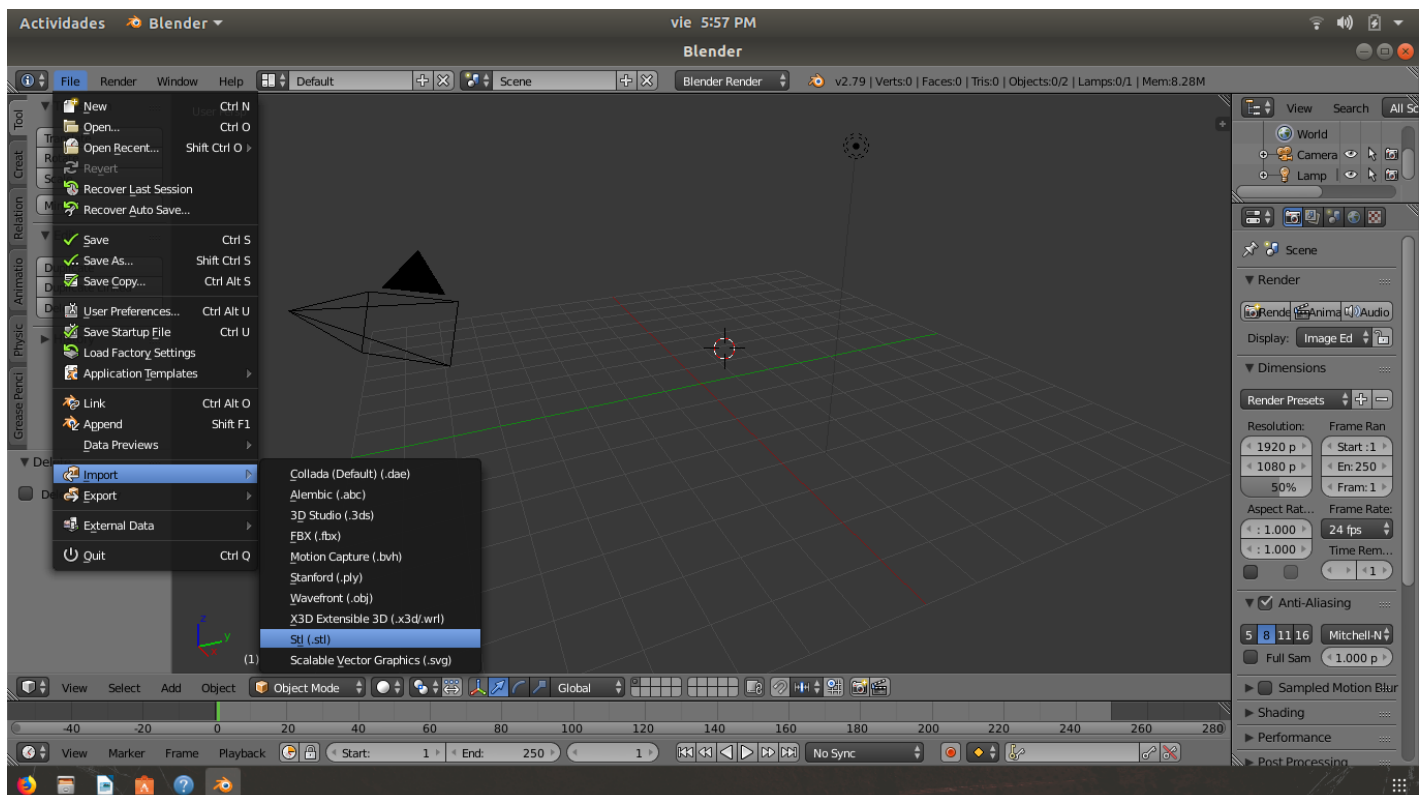 Actividades Blender vie 5:57 PM
Blender
File Render Window Help Default Scene Blender Render v2.79 | Verts:0 | Faces:0 | Tris:0 | Objects:0/2 | Lamps:0/1 | Mem:8.28M
New Ctrl N
Open... Ctrl O
Open Recent... Shift Ctrl O
Revert
Recover Last Session
Recover Auto Save...
Save Ctrl S
Save As... Shift Ctrl S
Save Copy... Ctrl Alt S
User Preferences... Ctrl Alt U
Save Startup File Ctrl U
Load Factory Settings
Application Templates
Link Ctrl Alt O
Append Shift F1
Data Previews
Import
Export
External Data
Quit Ctrl Q
Collada (Default) (.dae)
Alembic (.abc)
3D Studio (.3ds)
FBX (.fbx)
Motion Capture (.bvh)
Stanford (.ply)
Wavefront (.obj)
X3D Extensible 3D (.x3d/.wrl)
Stl (.stl)
Scalable Vector Graphics (.svg)
Tool
Creat
Relation
Animatio
Physic
Grease Penci
z
y
(1)
View Search All Sc
World
Camera
Lamp
Scene
Render
Rende Anima Audio
Display: Image Ed
Dimensions
Render Presets
Resolution: Frame Ran
1920 p Start :1
1080 p En: 250
50% Fram: 1
Aspect Rat... Frame Rate:
: 1.000 24 fps
: 1.000 Time Rem...
1
Anti-Aliasing
5 8 11 16 Mitchell-N
Full Sam 1.000 p
Sampled Motion Blur
Shading
Performance
Post Processing
View Select Add Object Object Mode Global
-40 -20 0 20 40 60 80 100 120 140 160 180 200 220 240 260 280
View Marker Frame Playback Start: 1 End: 250 1 No Sync